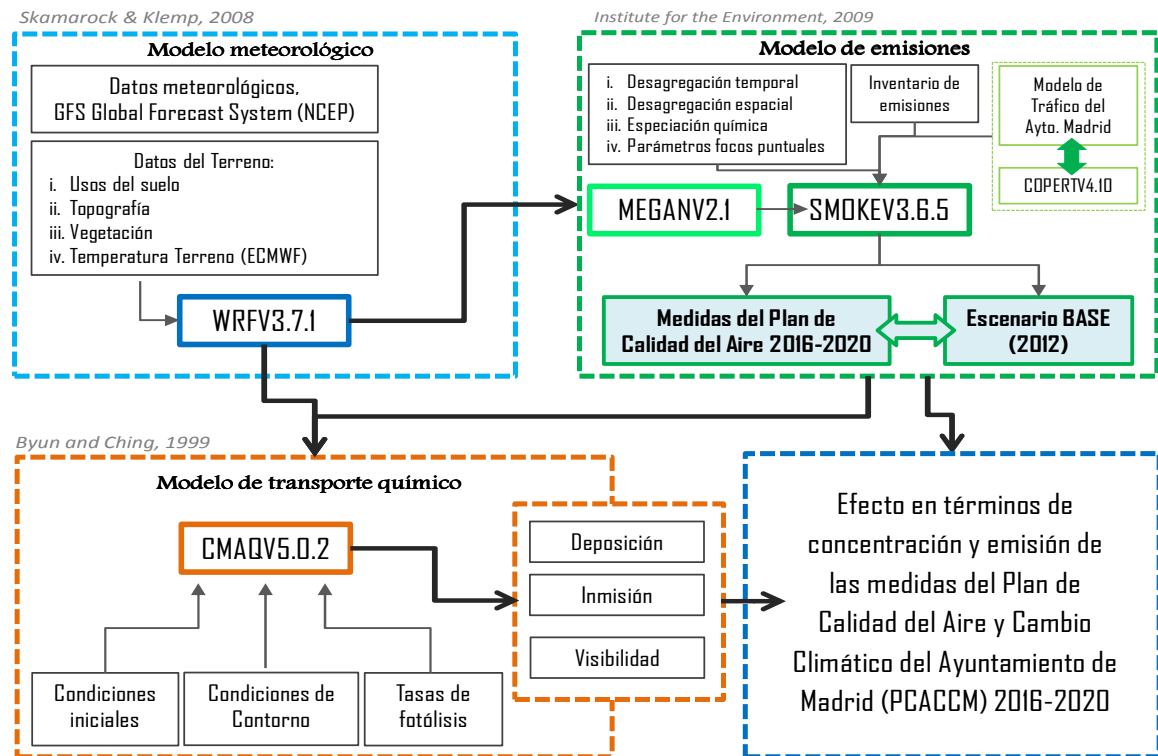 Skamarock & Klemp, 2008
Modelo meteorológico
Datos meteorológicos,
GFS Global Forecast System (NCEP)
Datos del Terreno:
i. Usos del suelo
ii. Topografía
iii. Vegetación
iv. Temperatura Terreno (ECMWF)
WRFV3.7.1
Institute for the Environment, 2009
Modelo de emisiones
i. Desagregación temporal
ii. Desagregación espacial
iii. Especiación química
iv. Parámetros focos puntuales
Inventario de
emisiones
Modelo de
Tráfico del
Ayto. Madrid
COPERTV4.10
MEGANV2.1
SMOKEV3.6.5
Medidas del Plan de
Calidad del Aire 2016-2020
Escenario BASE
(2012)
Byun and Ching, 1999
Modelo de transporte químico
CMAQV5.0.2
Condiciones
iniciales
Condiciones de
Contorno
Tasas de
fotólisis
Deposición
Inmisión
Visibilidad
Efecto en términos de
concentración y emisión de
las medidas del Plan de
Calidad del Aire y Cambio
Climático del Ayuntamiento de
Madrid (PCACCM) 2016-2020